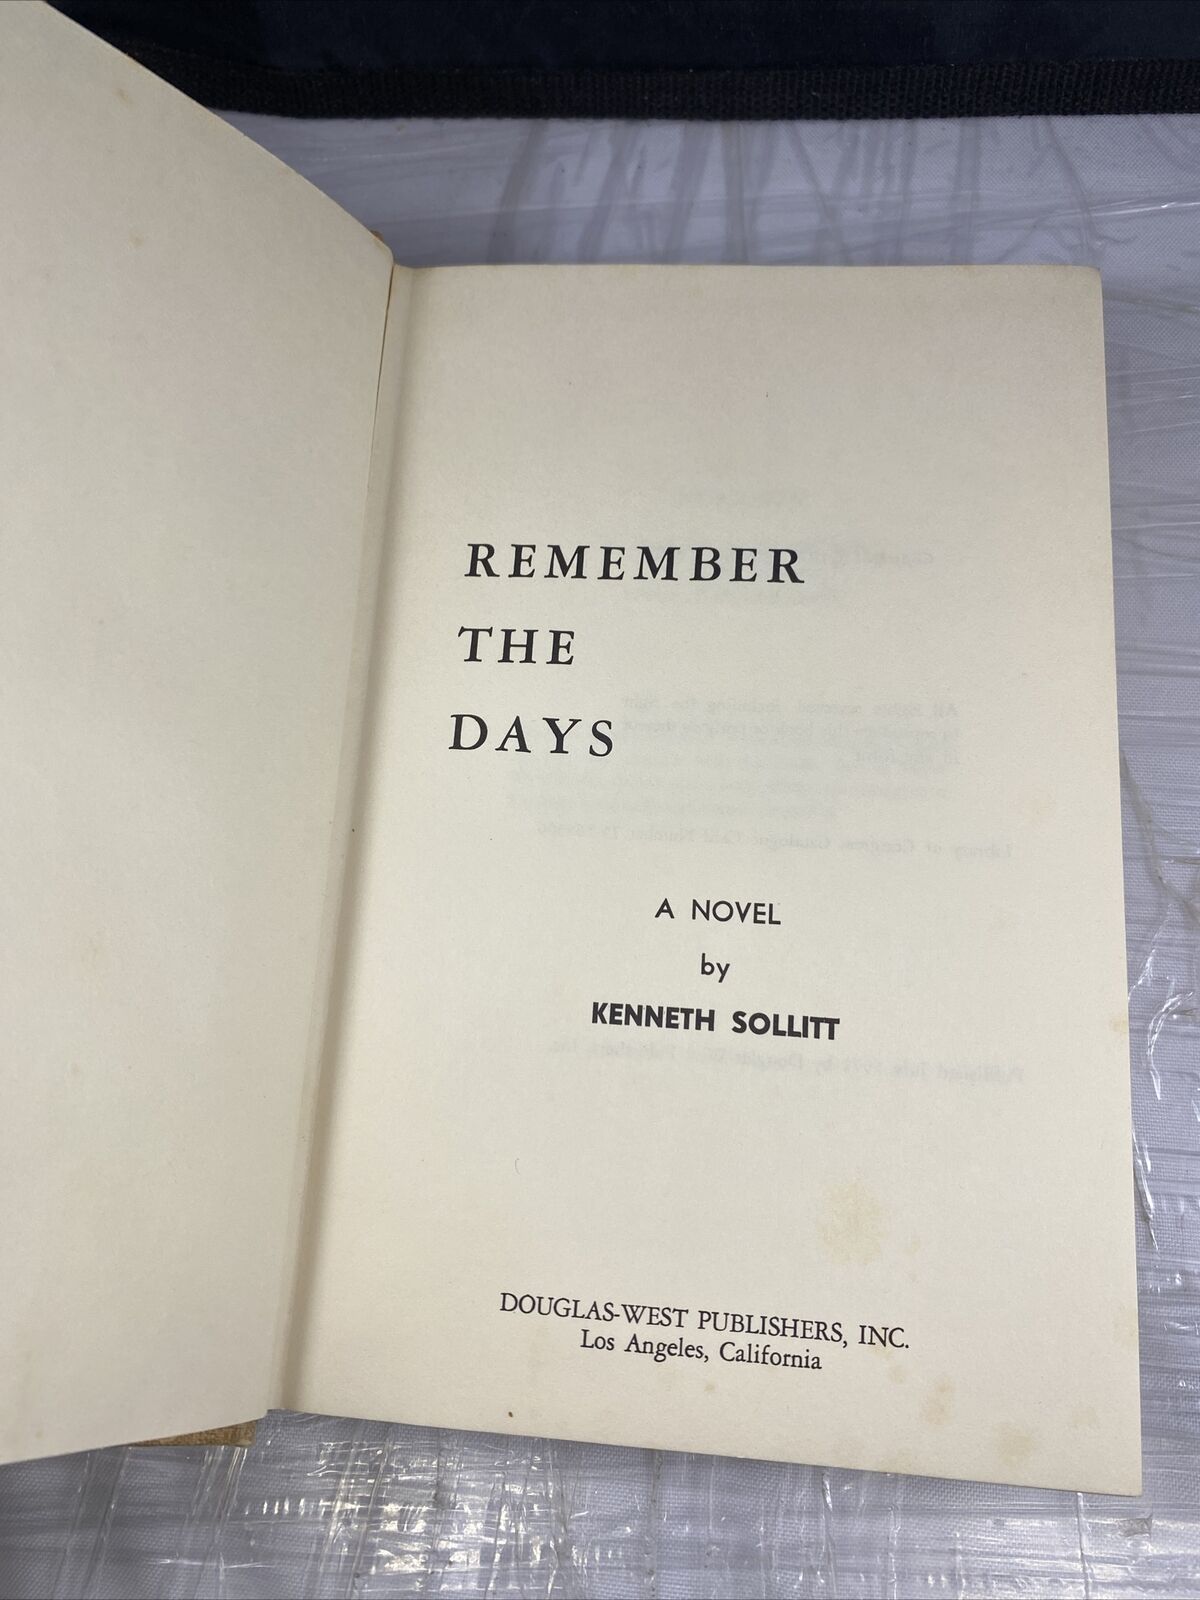 REMEMBER
THE
DAYS
A NOVEL
by
KENNETH SOLLITT
DOUGLAS-WEST PUBLISHERS, INC.
Los Angeles, California